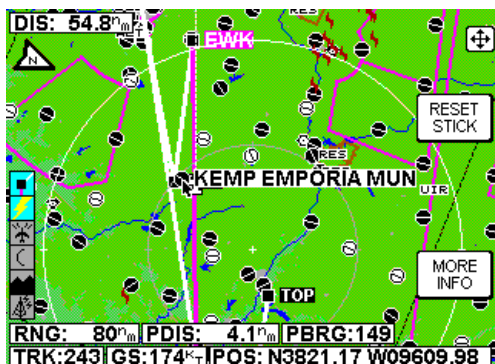 DIS: 54.8nm
RES
EWK
N
RESET
STICK
RES
KEMP EMPORIA MUN
UIR
MORE
INFO
TOP
RNG: 80nm PDIS: 4.1nm PBRG:149
TRK:243 GS:174KT POS: N3821.17 W09609.98